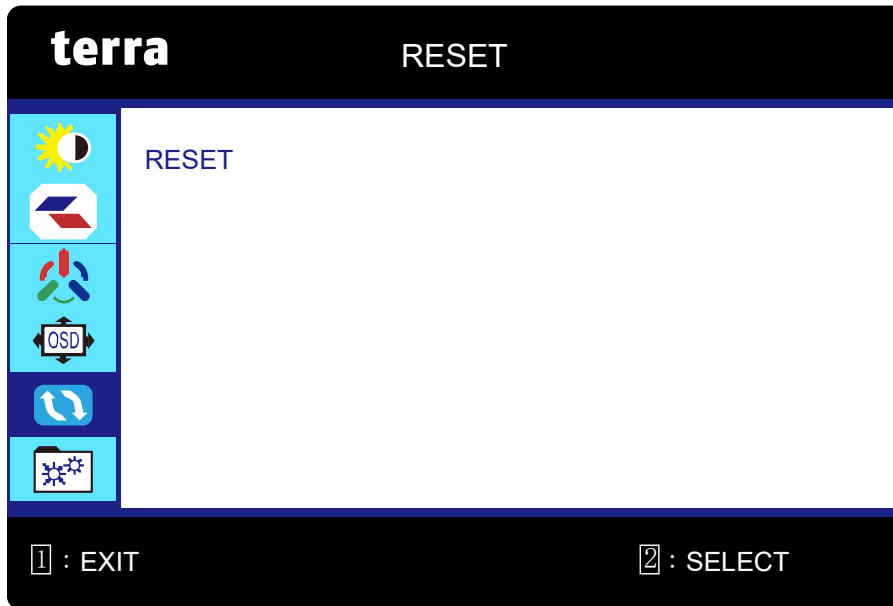 terra
RESET
RESET
OSD
1 : EXIT
2 : SELECT